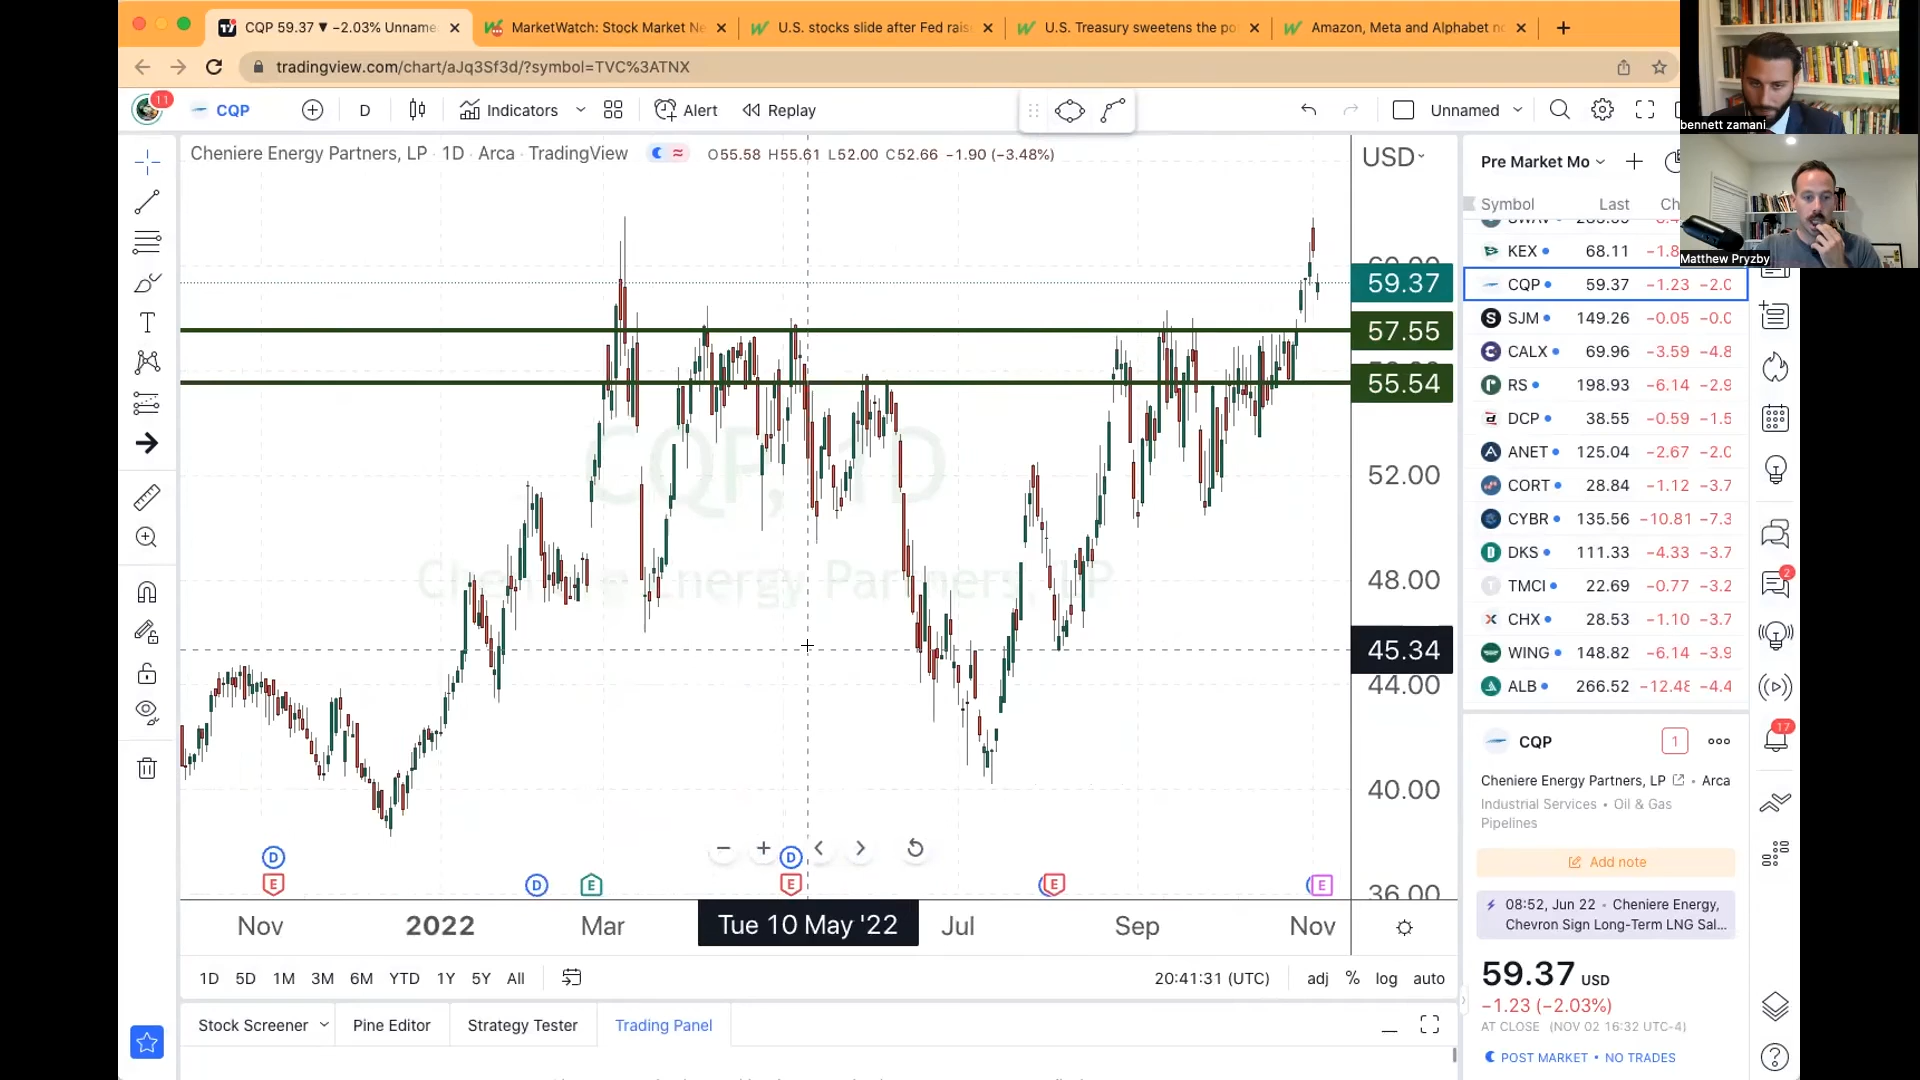 CQP 59.37 ▼ −2.03% Unname
MarketWatch: Stock Market Ne
U.S. stocks slide after Fed rais
U.S. Treasury sweetens the po
Amazon, Meta and Alphabet no
tradingview.com/chart/aJq3Sf3d/?symbol=TVC%3ATNX
11
CQP
D
Indicators
Alert
Replay
Unnamed
bennett zamani
Matthew Pryzby
Cheniere Energy Partners, LP · 1D · Arca · TradingView
O55.58 H55.61 L52.00 C52.66 −1.90 (−3.48%)
USD
59.37
57.55
55.54
52.00
48.00
45.34
44.00
40.00
36.00
CQP, 1D
Cheniere Energy Partners, LP
D
E
D
E
D
E
E
E
Nov
2022
Mar
Tue 10 May '22
Jul
Sep
Nov
1D 5D 1M 3M 6M YTD 1Y 5Y All
20:41:31 (UTC)
adj % log auto
Stock Screener
Pine Editor
Strategy Tester
Trading Panel
Pre Market Mo
Symbol Last Ch
KEX 68.11 −1.8
CQP 59.37 −1.23 −2.0
SJM 149.26 −0.05 −0.0
CALX 69.96 −3.59 −4.8
RS 198.93 −6.14 −2.9
DCP 38.55 −0.59 −1.5
ANET 125.04 −2.67 −2.0
CORT 28.84 −1.12 −3.7
CYBR 135.56 −10.81 −7.3
DKS 111.33 −4.33 −3.7
TMCI 22.69 −0.77 −3.2
CHX 28.53 −1.10 −3.7
WING 148.82 −6.14 −3.9
ALB 266.52 −12.48 −4.4
CQP
1
Cheniere Energy Partners, LP · Arca
Industrial Services • Oil & Gas
Pipelines
Add note
08:52, Jun 22 · Cheniere Energy,
Chevron Sign Long-Term LNG Sal...
59.37 USD
−1.23 (−2.03%)
AT CLOSE (NOV 02 16:32 UTC-4)
POST MARKET • NO TRADES
2
17